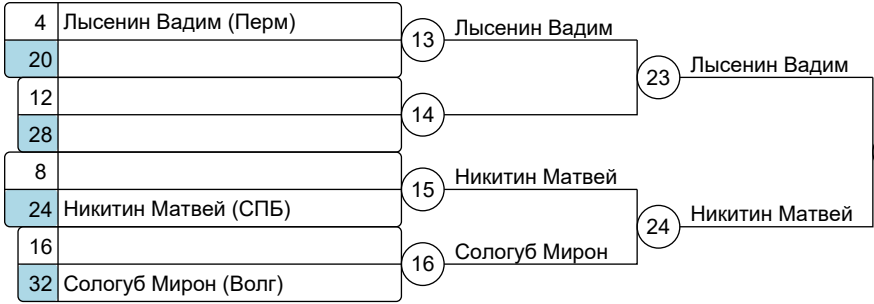 4 Лысенин Вадим (Перм)
20
12
28
8
24 Никитин Матвей (СПБ)
16
32 Сологуб Мирон (Волг)
13 Лысенин Вадим
14
15 Никитин Матвей
16 Сологуб Мирон
23 Лысенин Вадим
24 Никитин Матвей